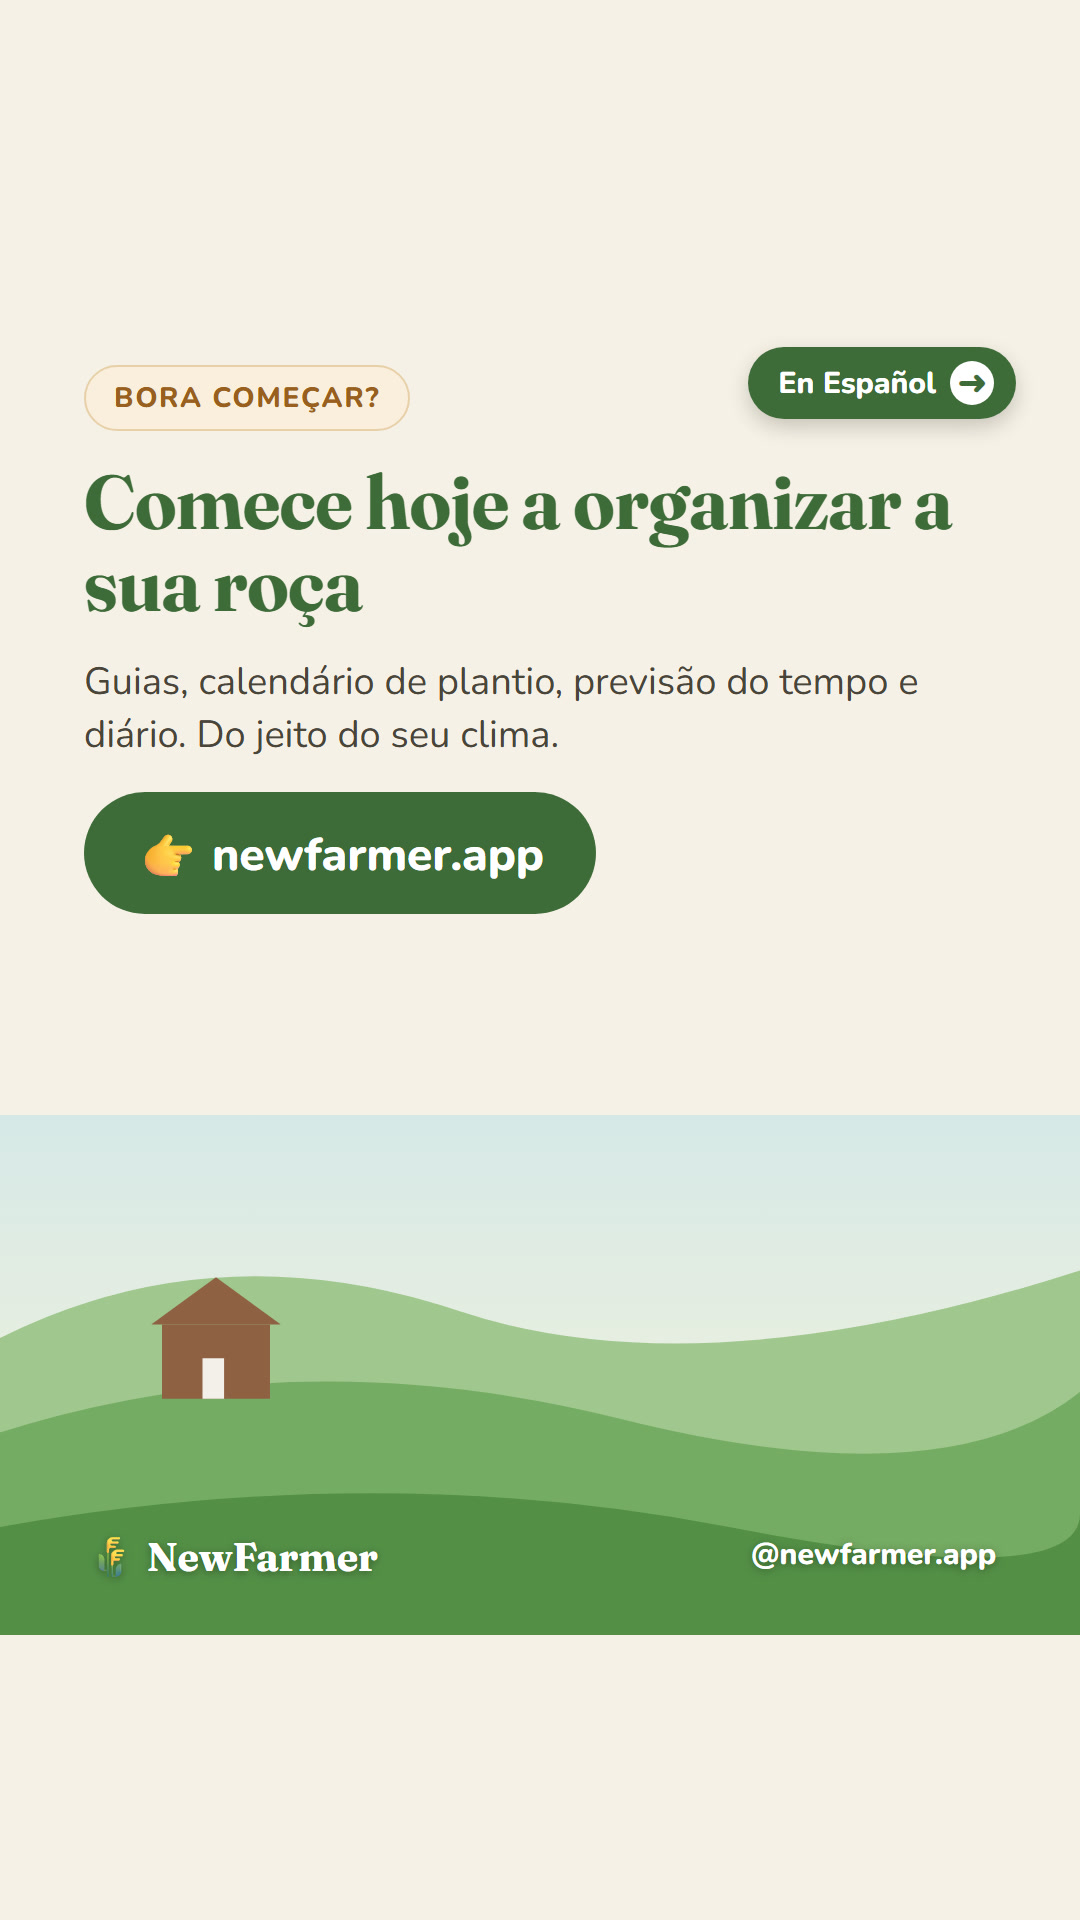 BORA COMEÇAR?
En Español ➜
Comece hoje a organizar a
sua roça
Guias, calendário de plantio, previsão do tempo e
diário. Do jeito do seu clima.
👉 newfarmer.app
NewFarmer
@newfarmer.app